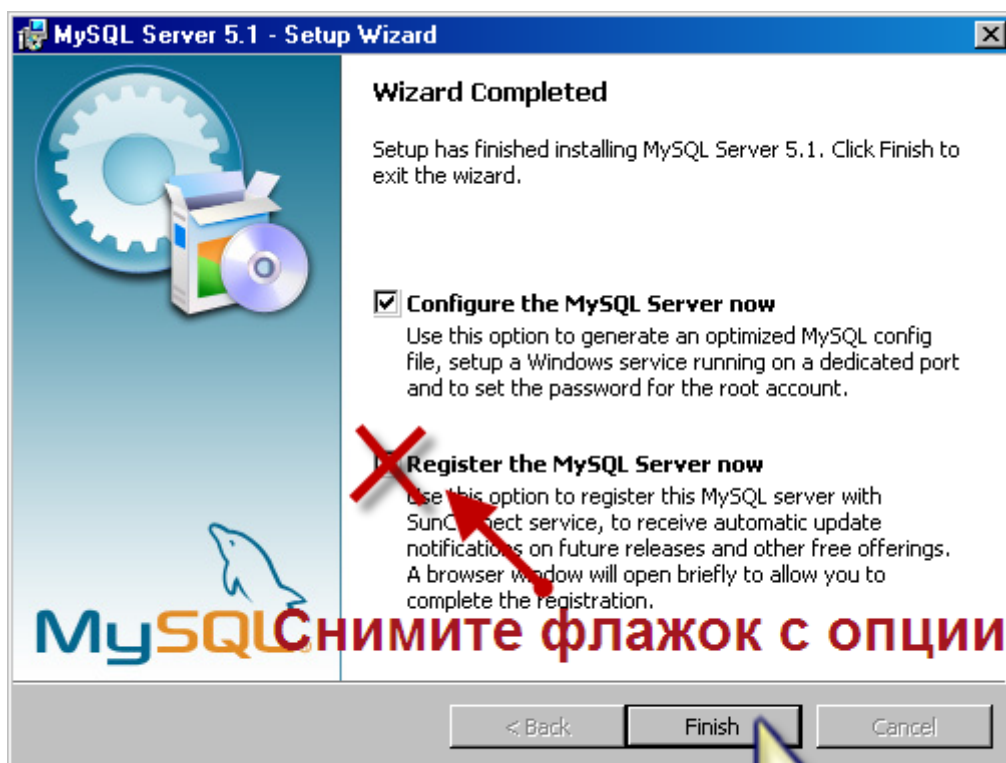 MySQL Server 5.1 - Setup Wizard
Wizard Completed
Setup has finished installing MySQL Server 5.1. Click Finish to
exit the wizard.
Configure the MySQL Server now
Use this option to generate an optimized MySQL config
file, setup a Windows service running on a dedicated port
and to set the password for the root account.
Register the MySQL Server now
Use this option to register this MySQL server with
SunConnect service, to receive automatic update
notifications on future releases and other free offerings.
A browser window will open briefly to allow you to
complete the registration.
MySQL
Снимите флажок с опции
< Back
Finish
Cancel